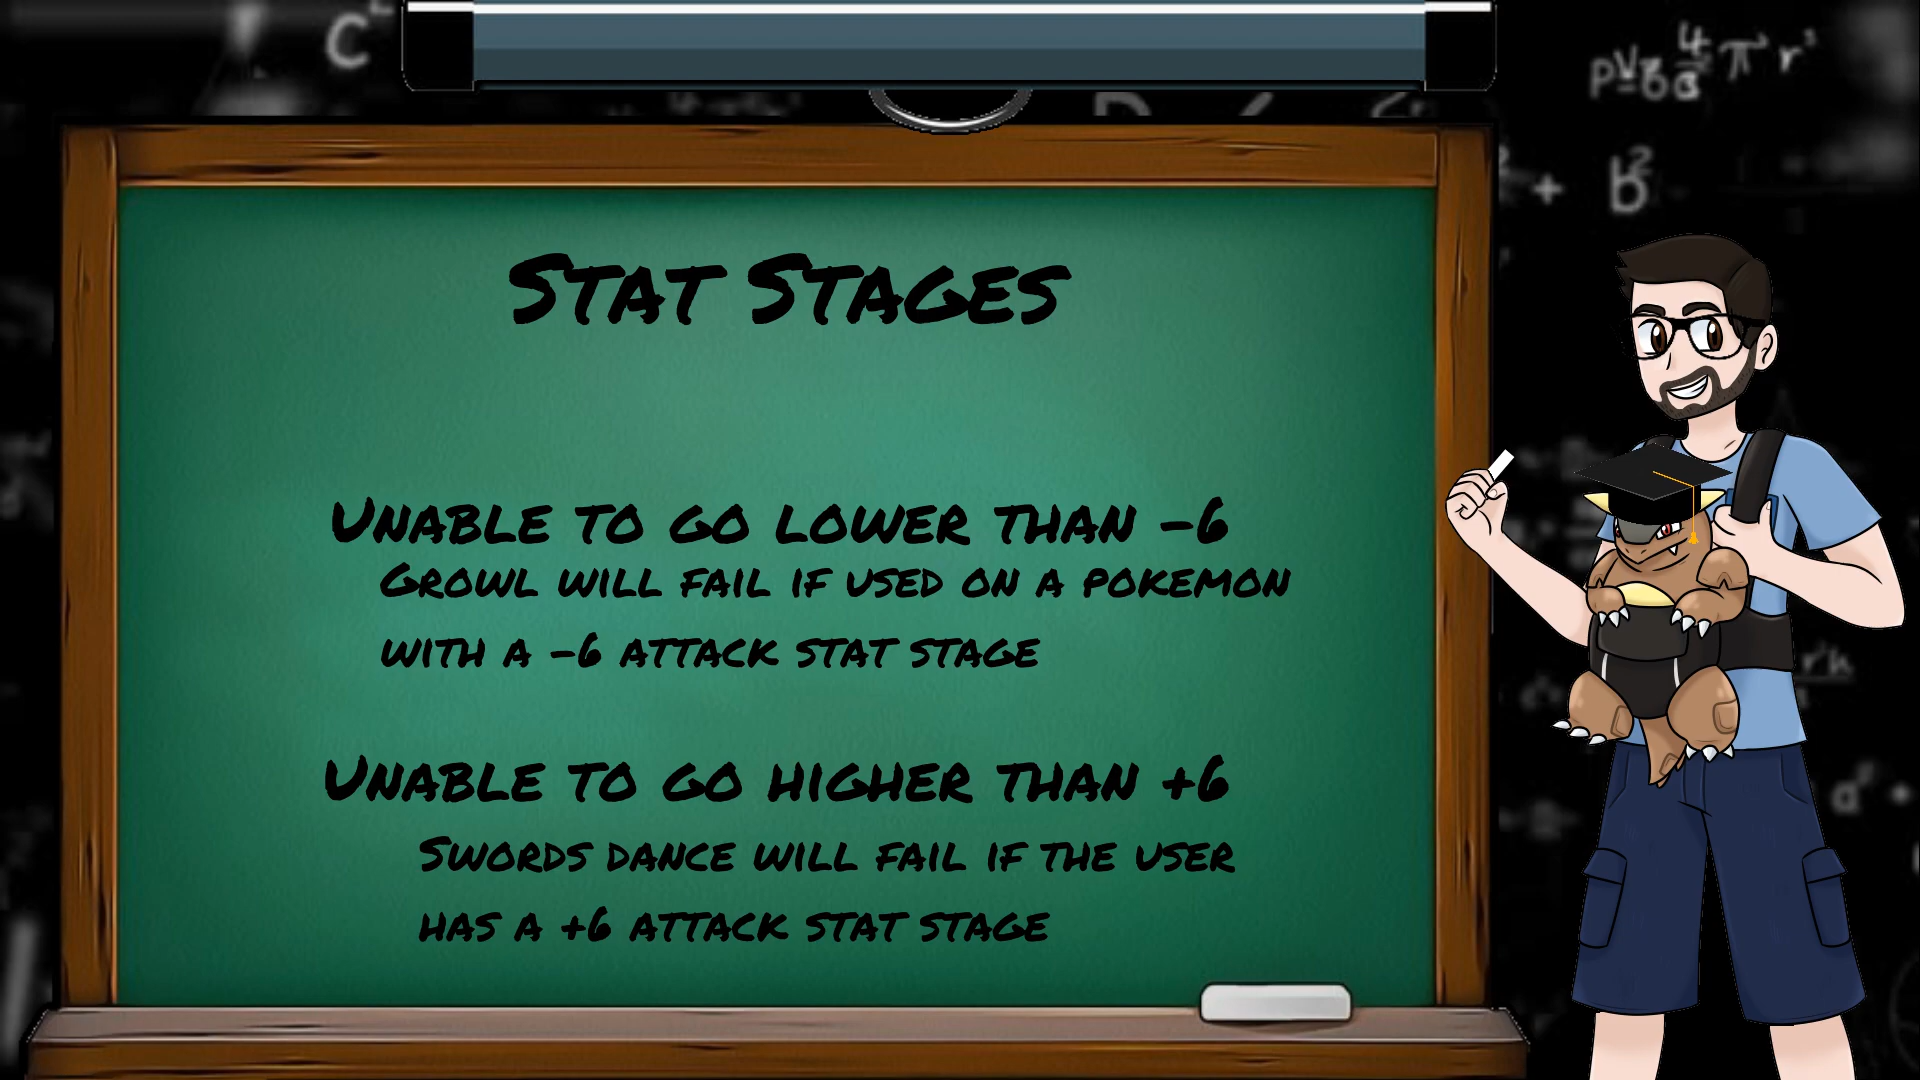 Stat Stages
Unable to go lower than -6
Growl will fail if used on a pokemon
with a -6 attack stat stage
Unable to go higher than +6
Swords dance will fail if the user
has a +6 attack stat stage